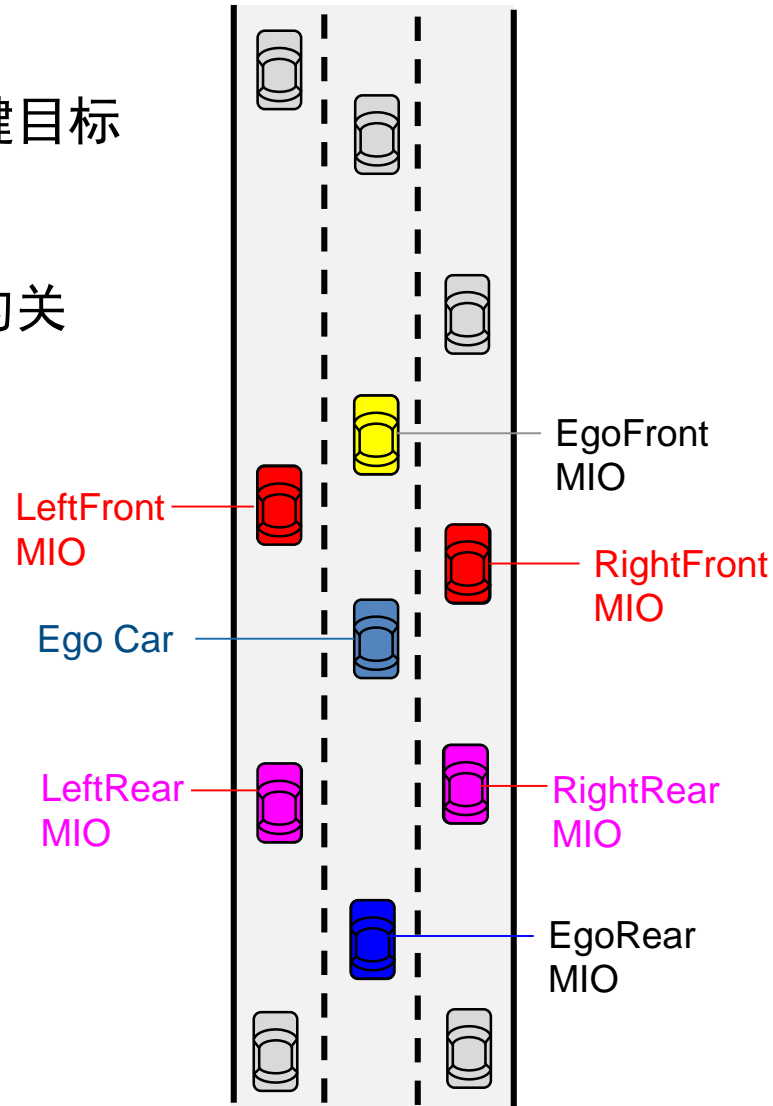 键目标
的关
EgoFront
MIO
LeftFront
MIO
RightFront
MIO
Ego Car
LeftRear
MIO
RightRear
MIO
EgoRear
MIO